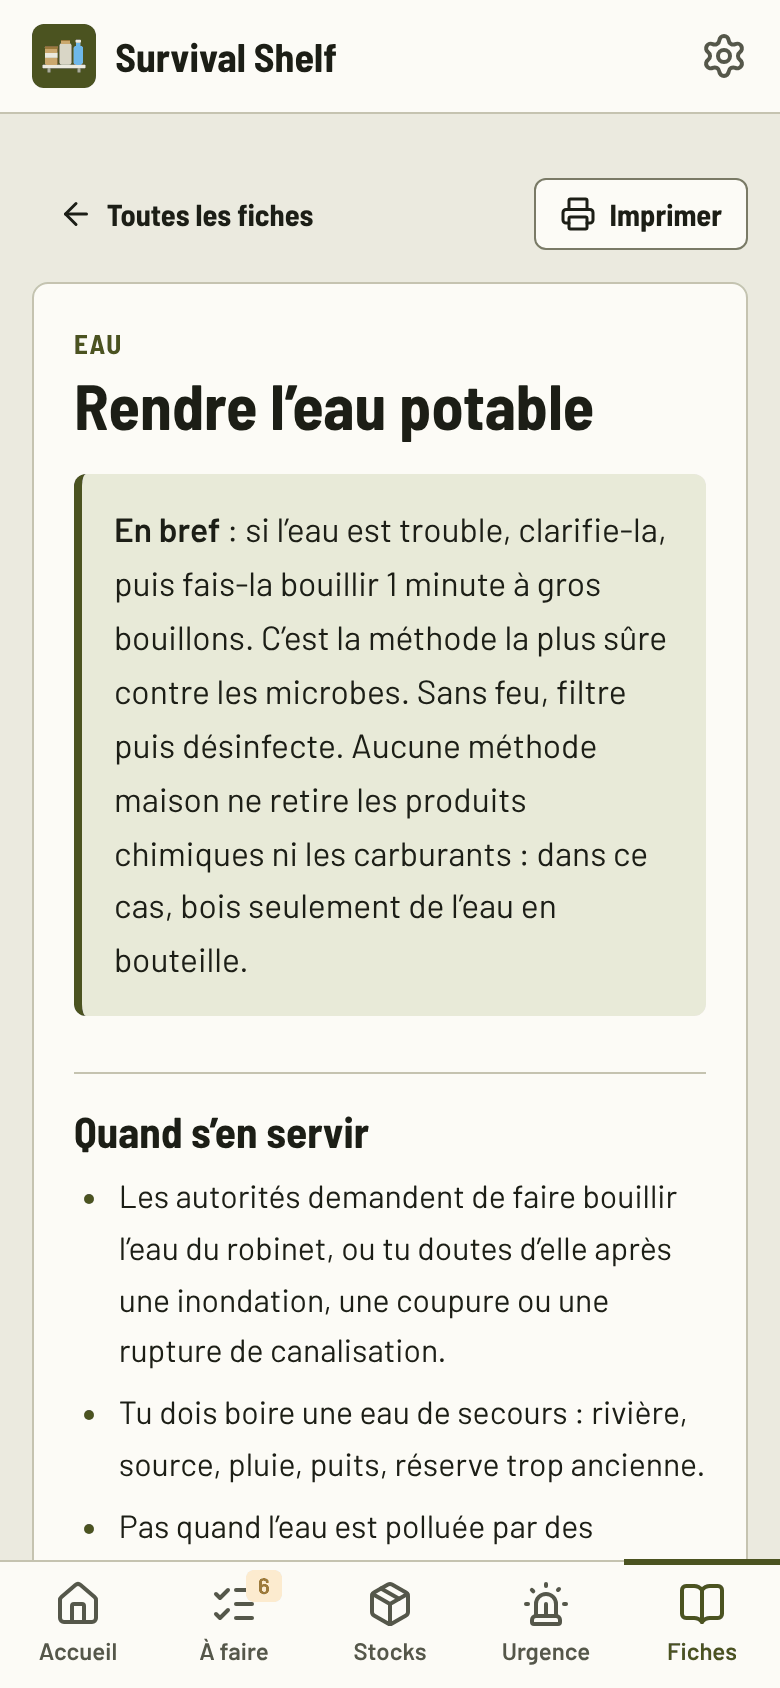 Survival Shelf
Toutes les fiches
Imprimer
EAU
Rendre l’eau potable
En bref : si l’eau est trouble, clarifie-la,
puis fais-la bouillir 1 minute à gros
bouillons. C’est la méthode la plus sûre
contre les microbes. Sans feu, filtre
puis désinfecte. Aucune méthode
maison ne retire les produits
chimiques ni les carburants : dans ce
cas, bois seulement de l’eau en
bouteille.
Quand s’en servir
• Les autorités demandent de faire bouillir
l’eau du robinet, ou tu doutes d’elle après
une inondation, une coupure ou une
rupture de canalisation.
• Tu dois boire une eau de secours : rivière,
source, pluie, puits, réserve trop ancienne.
• Pas quand l’eau est polluée par des
6
Accueil
À faire
Stocks
Urgence
Fiches